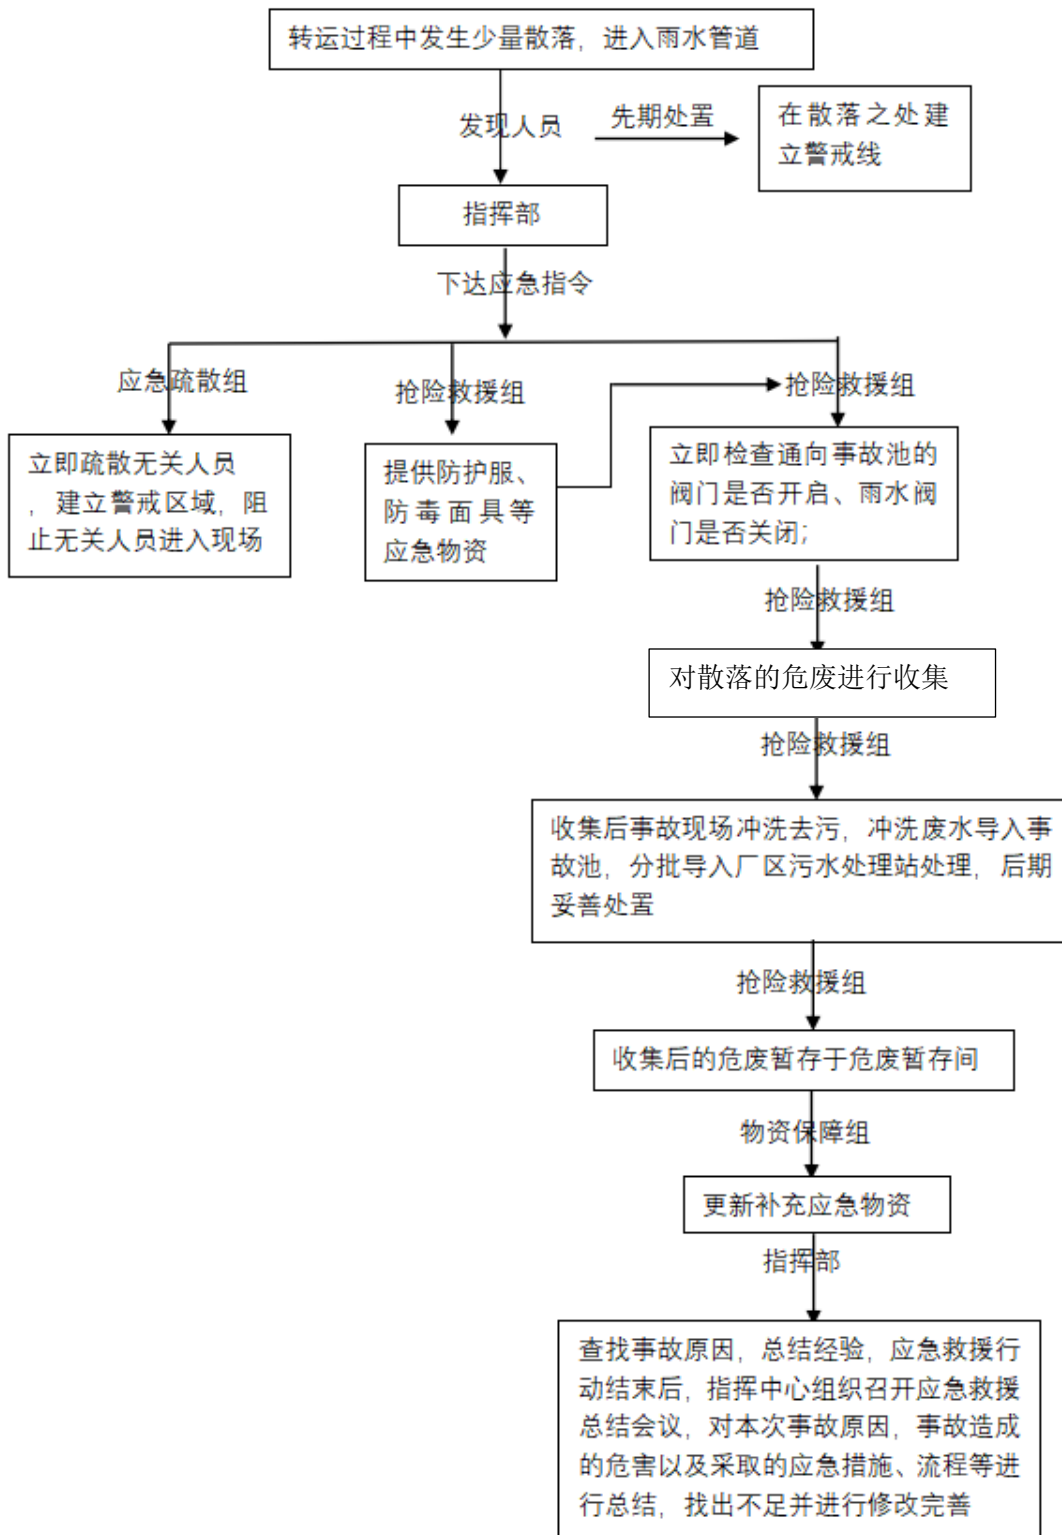 转运过程中发生少量散落，进入雨水管道
发现人员
先期处置
在散落之处建
立警戒线
指挥部
下达应急指令
应急疏散组
立即疏散无关人员
，建立警戒区域，阻
止无关人员进入现场
抢险救援组
提供防护服、
防毒面具等
应急物资
抢险救援组
立即检查通向事故池的
阀门是否开启、雨水阀
门是否关闭；
抢险救援组
对散落的危废进行收集
抢险救援组
收集后事故现场冲洗去污，冲洗废水导入事
故池，分批导入厂区污水处理站处理，后期
妥善处置
抢险救援组
收集后的危废暂存于危废暂存间
物资保障组
更新补充应急物资
指挥部
查找事故原因，总结经验，应急救援行
动结束后，指挥中心组织召开应急救援
总结会议，对本次事故原因，事故造成
的危害以及采取的应急措施、流程等进
行总结，找出不足并进行修改完善